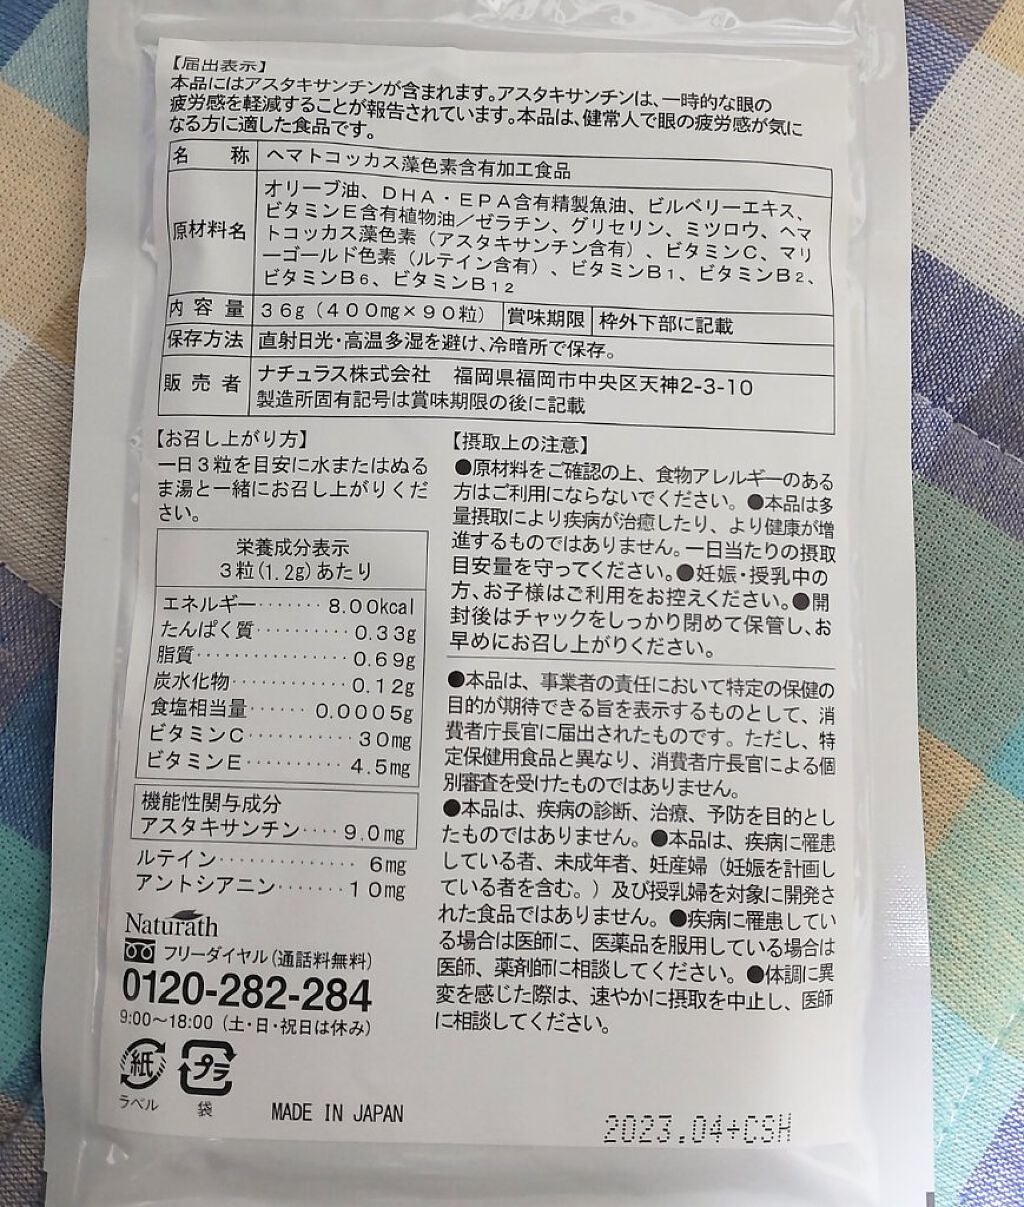 【届出表示】
本品にはアスタキサンチンが含まれます。アスタキサンチンは、一時的な眼の
疲労感を軽減することが報告されています。本品は、健常人で眼の疲労感が気に
なる方に適した食品です。
名 称 ヘマトコッカス藻色素含有加工食品
原材料名 オリーブ油、DHA・EPA含有精製魚油、ビルベリーエキス、
ビタミンE含有植物油／ゼラチン、グリセリン、ミツロウ、ヘマ
トコッカス藻色素（アスタキサンチン含有）、ビタミンC、マリ
ーゴールド色素（ルテイン含有）、ビタミンB1、ビタミンB2、
ビタミンB6、ビタミンB12
内容量 36g（400mg×90粒） 賞味期限 枠外下部に記載
保存方法 直射日光・高温多湿を避け、冷暗所で保存。
販売者 ナチュラス株式会社 福岡県福岡市中央区天神2-3-10
製造所固有記号は賞味期限の後に記載
【お召し上がり方】
一日3粒を目安に水またはぬる
ま湯と一緒にお召し上がりくだ
さい。
栄養成分表示
3粒(1.2g)あたり
エネルギー・・・・・・・8.00kcal
たんぱく質・・・・・・・・・・0.33g
脂質・・・・・・・・・・・・・・・・0.69g
炭水化物・・・・・・・・・・・・0.12g
食塩相当量・・・・・・0.0005g
ビタミンC・・・・・・・・・・・30mg
ビタミンE・・・・・・・・・・4.5mg
機能性関与成分
アスタキサンチン・・・・9.0mg
ルテイン・・・・・・・・・・・・・・6mg
アントシアニン・・・・・・・10mg
Naturath
フリーダイヤル（通話料無料）
0120-282-284
9:00～18:00（土・日・祝日は休み）
紙 プラ
ラベル 袋
MADE IN JAPAN
【摂取上の注意】
●原材料をご確認の上、食物アレルギーのある
方はご利用にならないでください。●本品は多
量摂取により疾病が治癒したり、より健康が増
進するものではありません。一日当たりの摂取
目安量を守ってください。●妊娠・授乳中の
方、お子様はご利用をお控えください。●開
封後はチャックをしっかり閉めて保管し、お
早めにお召し上がりください。
●本品は、事業者の責任において特定の保健の
目的が期待できる旨を表示するものとして、消
費者庁長官に届出されたものです。ただし、特
定保健用食品と異なり、消費者庁長官による個
別審査を受けたものではありません。
●本品は、疾病の診断、治療、予防を目的とし
たものではありません。●本品は、疾病に罹患
している者、未成年者、妊産婦（妊娠を計画し
ている者を含む。）及び授乳婦を対象に開発さ
れた食品ではありません。●疾病に罹患してい
る場合は医師に、医薬品を服用している場合は
医師、薬剤師に相談してください。●体調に異
変を感じた際は、速やかに摂取を中止し、医師
に相談してください。
2023.04+CSH